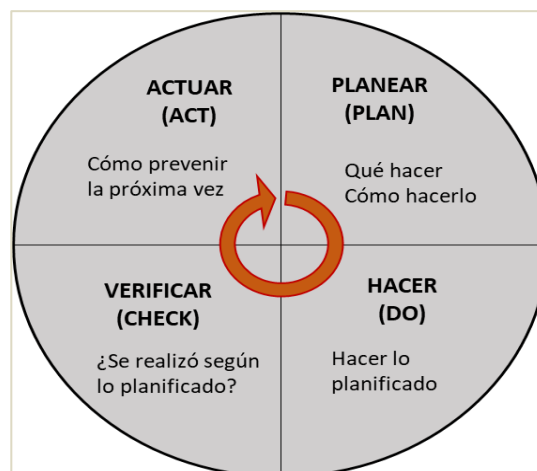 ACTUAR
(ACT)
Cómo prevenir
la próxima vez
PLANEAR
(PLAN)
Qué hacer
Cómo hacerlo
VERIFICAR
(CHECK)
¿Se realizó según
lo planificado?
HACER
(DO)
Hacer lo
planificado